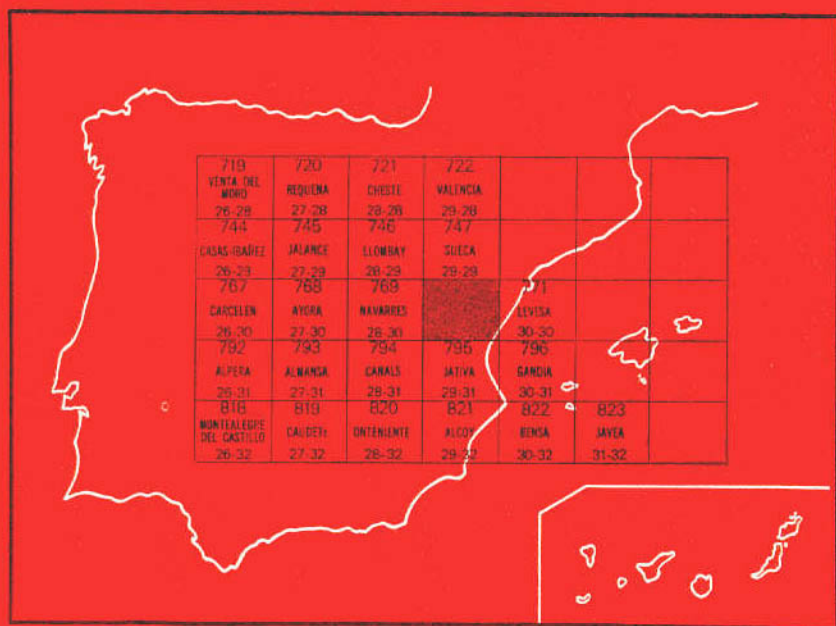 719 720 721 722
VENTA DEL MORO REQUENA CHESTE VALENCIA
26-28 27-28 28-28 29-28
744 745 746 747
CASAS-IBAÑEZ JALANCE LLOMBAY SUECA
26-29 27-29 28-29 29-29
767 768 769 771
CARCELEN AYORA NAVARRES LEVISA
26-30 27-30 28-30 30-30
792 793 794 795 796
ALPERA ALMANSA CANALS JATIVA GANDIA
26-31 27-31 28-31 29-31 30-31
818 819 820 821 822 823
MONTEALEGRE DEL CASTILLO CAUDETE ONTENIENTE ALCOY BENSA JAVEA
26-32 27-32 28-32 29-32 30-32 31-32